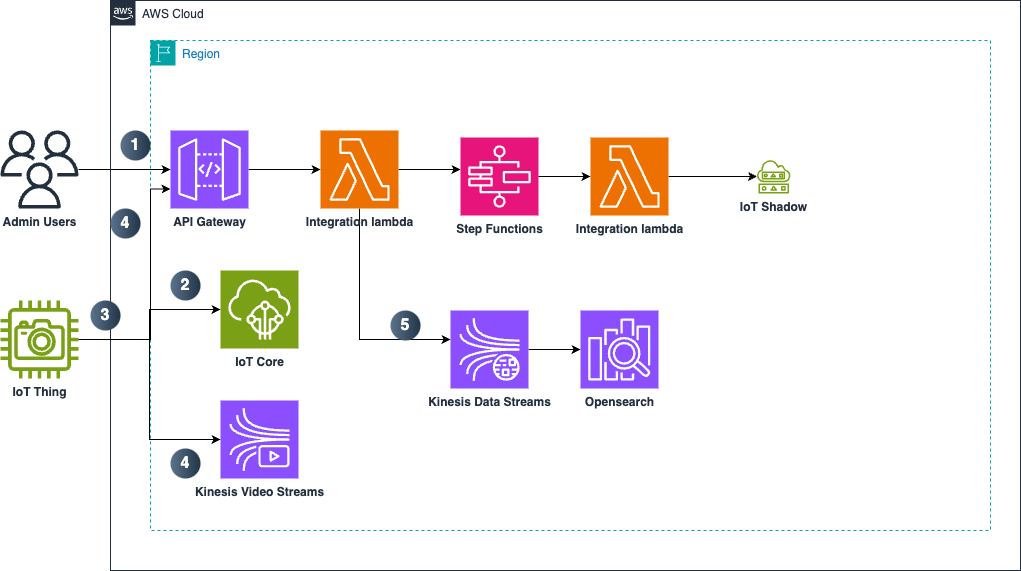 aws
AWS Cloud
Region
1
Admin Users
API Gateway
Integration lambda
Step Functions
Integration lambda
IoT Shadow
4
2
3
5
IoT Thing
IoT Core
Kinesis Data Streams
Opensearch
4
Kinesis Video Streams